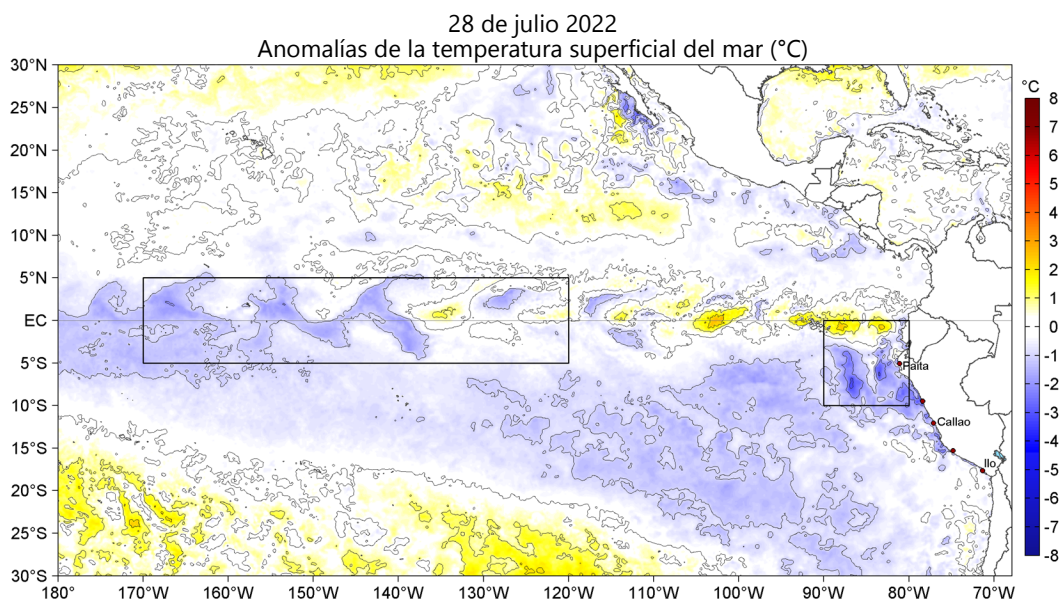 28 de julio 2022
Anomalías de la temperatura superficial del mar (°C)
30°N
25°N
20°N
15°N
10°N
5°N
EC
5°S
10°S
15°S
20°S
25°S
30°S
180
170°W
160°W
150°W
140°W
130°W
120°W
110°W
100°W
90°W
80°W
70°W
Paita
Callao
Ilo
°C
8
7
6
5
4
3
2
1
0
-1
-2
-3
-4
-5
-6
-7
-8